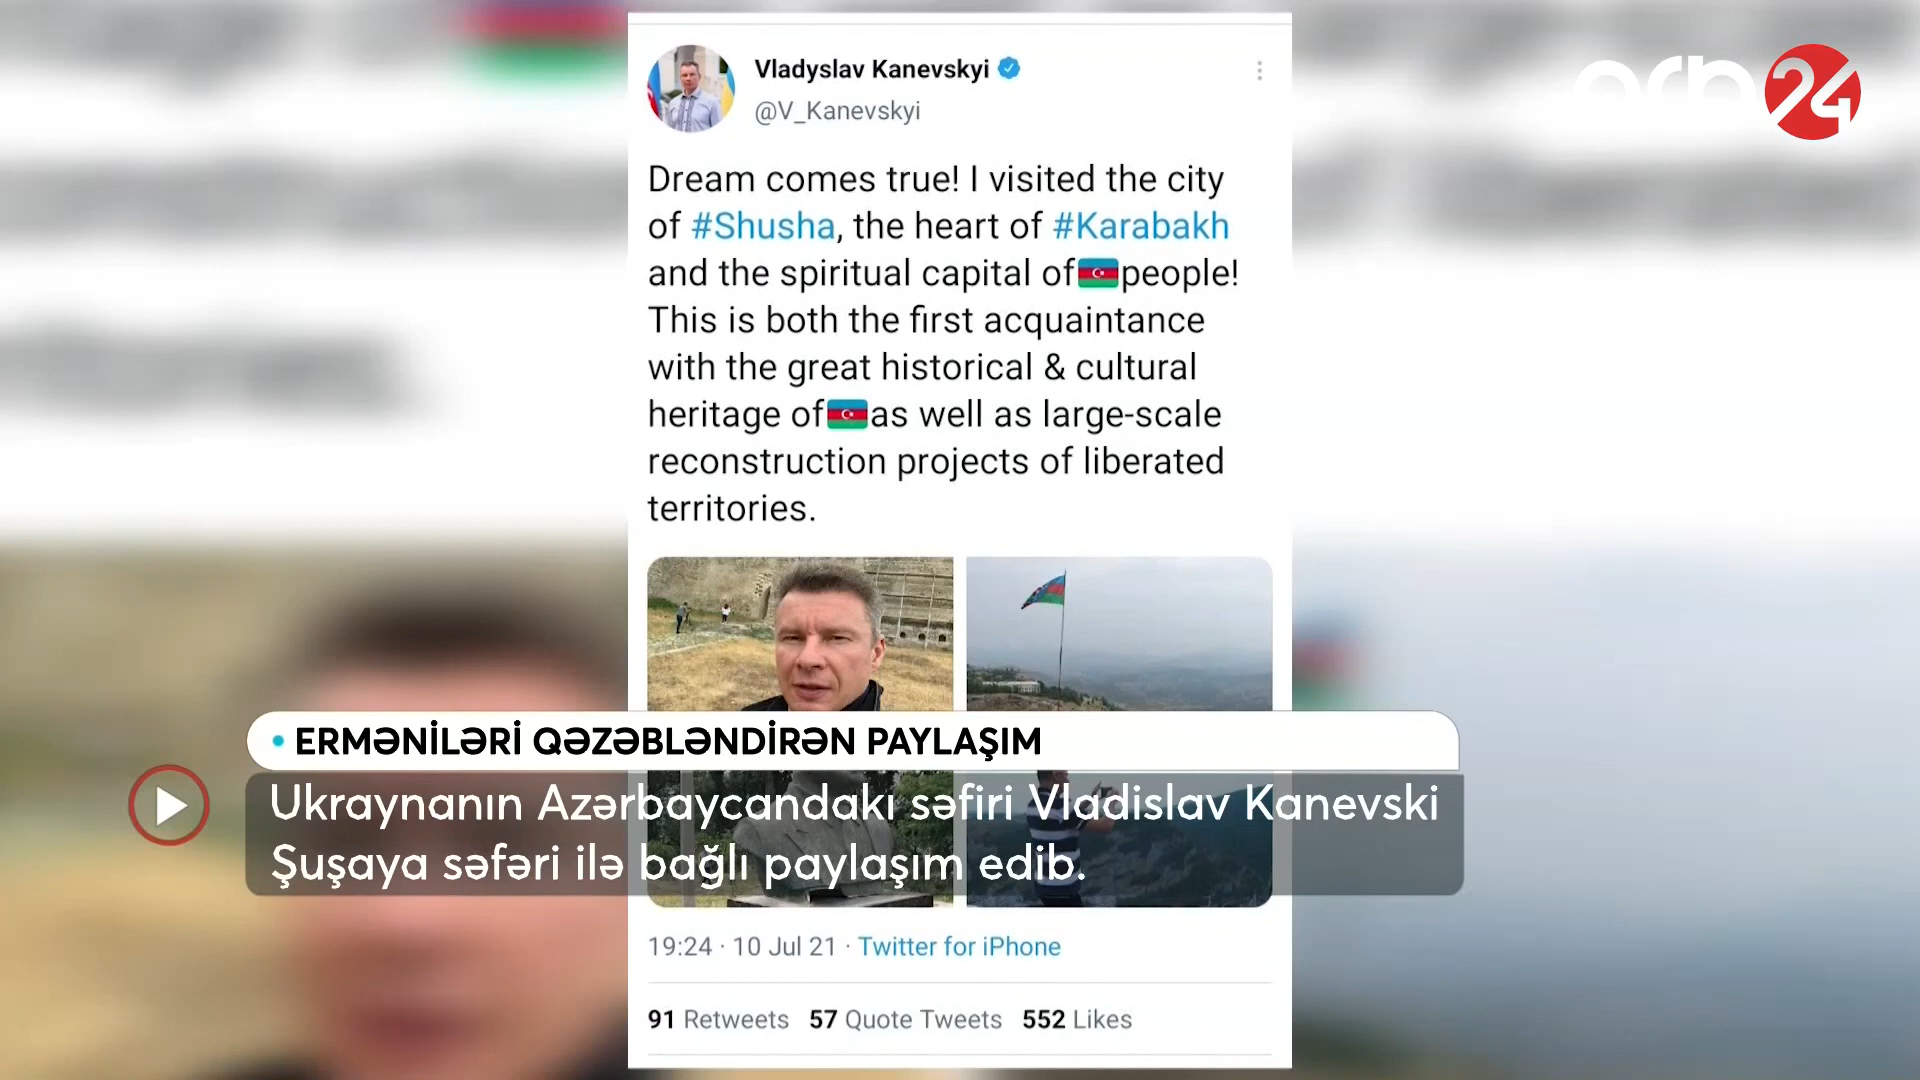 Vladyslav Kanevskyi
@V_Kanevskyi
arb 24
Dream comes true! I visited the city
of #Shusha, the heart of #Karabakh
and the spiritual capital of🇦🇿people!
This is both the first acquaintance
with the great historical & cultural
heritage of🇦🇿as well as large-scale
reconstruction projects of liberated
territories.
• ERMƏNİLƏRİ QƏZƏBLƏNDİRƏN PAYLAŞIM
Ukraynanın Azərbaycandakı səfiri Vladislav Kanevski
Şuşaya səfəri ilə bağlı paylaşım edib.
19:24 · 10 Jul 21 · Twitter for iPhone
91 Retweets 57 Quote Tweets 552 Likes